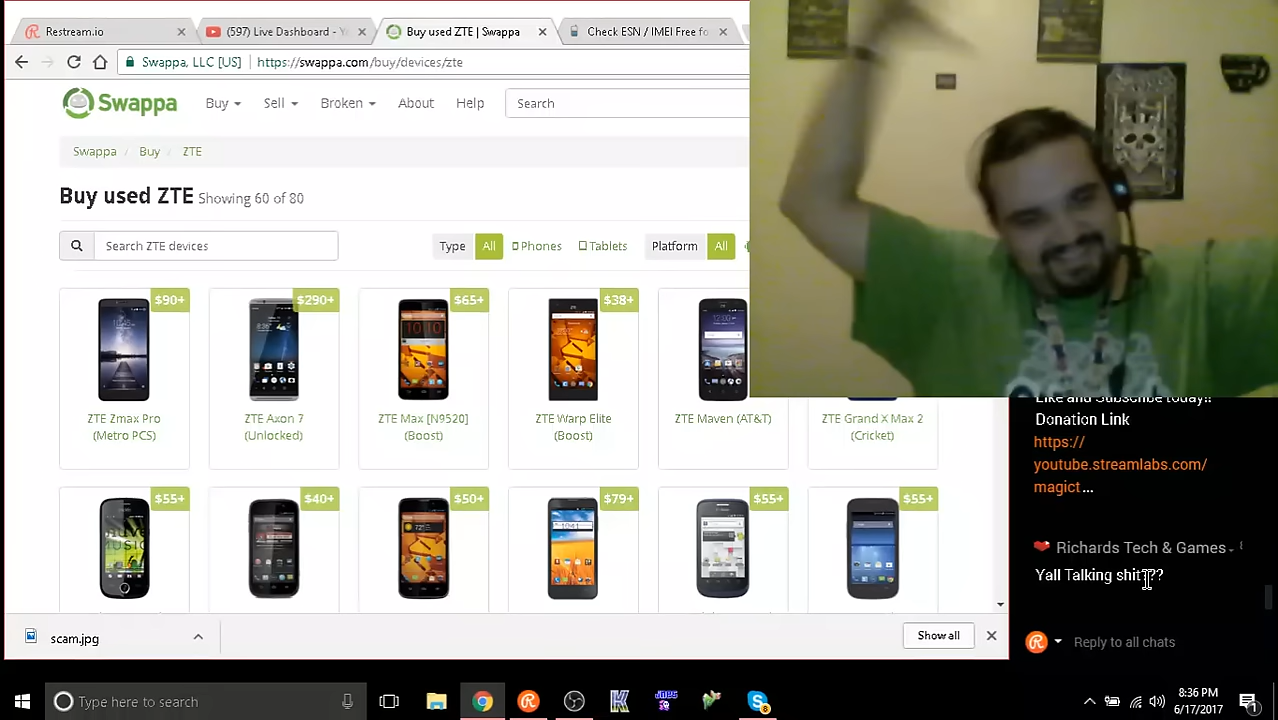 Restream.io
(597) Live Dashboard - Y
Buy used ZTE | Swappa
Check ESN / IMEI Free fo
Swappa, LLC [US]
https://swappa.com/buy/devices/zte
Swappa
Buy
Sell
Broken
About
Help
Search
Swappa / Buy / ZTE
Buy used ZTE Showing 60 of 80
Search ZTE devices
Type
All
Phones
Tablets
Platform
All
$90+
$290+
$65+
$38+
ZTE Zmax Pro
(Metro PCS)
ZTE Axon 7
(Unlocked)
ZTE Max [N9520]
(Boost)
ZTE Warp Elite
(Boost)
ZTE Maven (AT&T)
ZTE Grand X Max 2
(Cricket)
$55+
$40+
$50+
$79+
$55+
$55+
Like and Subscribe today!!
Donation Link
https://
youtube.streamlabs.com/
magict...
Richards Tech & Games
Yall Talking shit???
Reply to all chats
scam.jpg
Show all
Type here to search
8:36 PM
6/17/2017